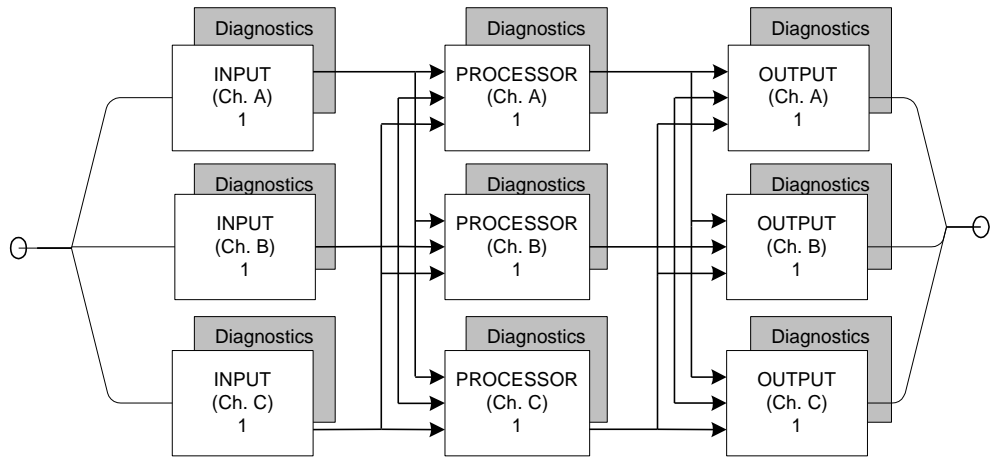 Diagnostics
INPUT
(Ch. A)
1
Diagnostics
PROCESSOR
(Ch. A)
1
Diagnostics
OUTPUT
(Ch. A)
1
Diagnostics
INPUT
(Ch. B)
1
Diagnostics
PROCESSOR
(Ch. B)
1
Diagnostics
OUTPUT
(Ch. B)
1
Diagnostics
INPUT
(Ch. C)
1
Diagnostics
PROCESSOR
(Ch. C)
1
Diagnostics
OUTPUT
(Ch. C)
1